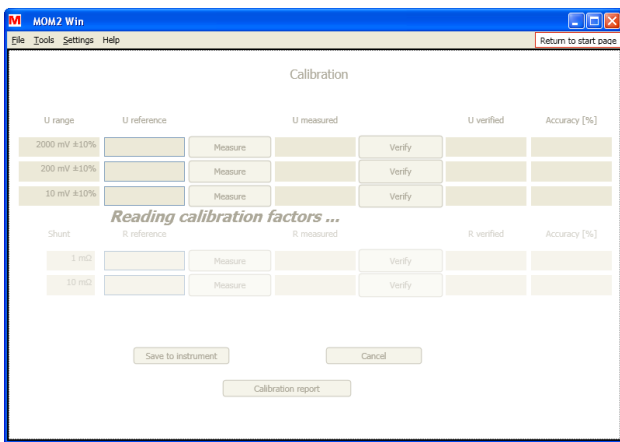 M MOM2 Win
File Tools Settings Help Return to start page
Calibration
U range U reference U measured U verified Accuracy [%]
2000 mV ±10% Measure Verify
200 mV ±10% Measure Verify
10 mV ±10% Measure Verify
Reading calibration factors ...
Shunt R reference R measured R verified Accuracy [%]
1 mΩ Measure Verify
10 mΩ Measure Verify
Save to instrument Cancel
Calibration report